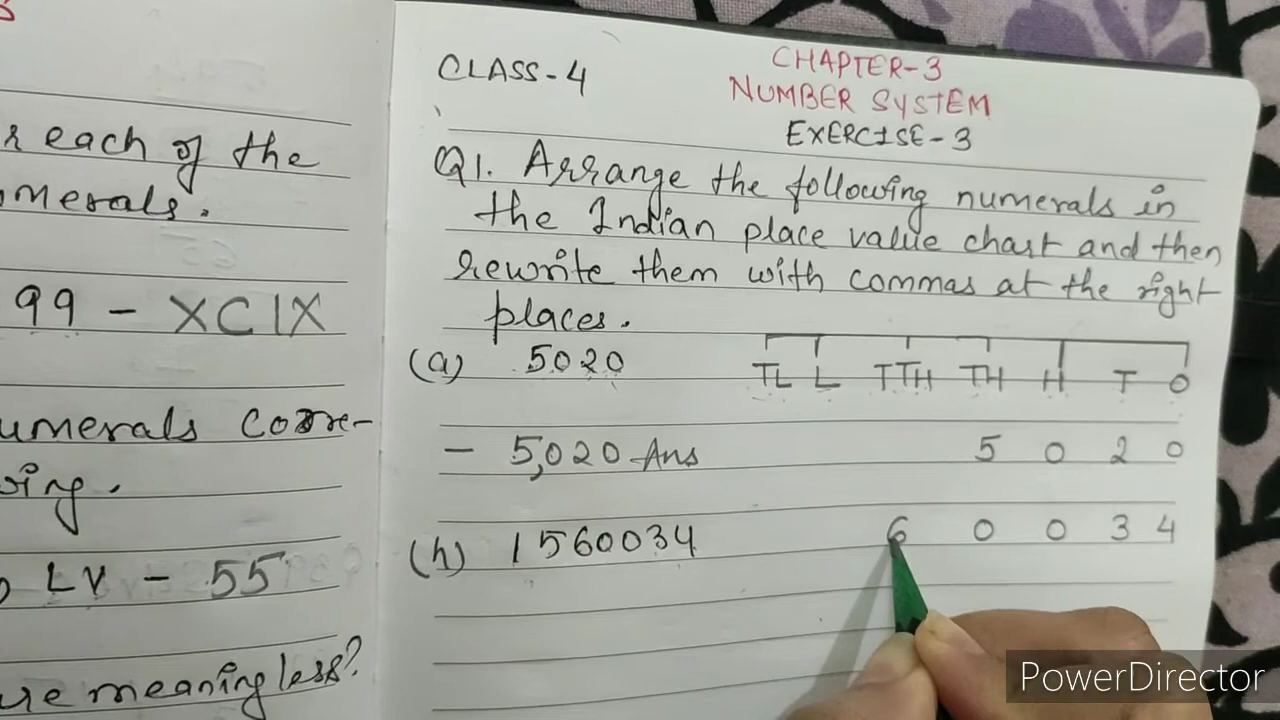 r each of the
omerals.
99 - XCIX
umerals corre-
wing.
LV - 55
ure meaningless?
CLASS-4
CHAPTER-3
NUMBER SYSTEM
EXERCISE-3
Q1. Arrange the following numerals in
the Indian place value chart and then
rewrite them with commas at the right
places.
(a) 5020 TL L TTH TH H T O
- 5,020 Ans 5 0 2 0
(h) 1560034 6 0 0 3 4
PowerDirector